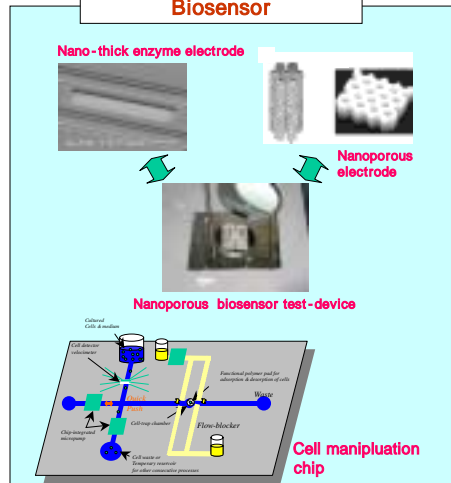 Biosensor
Nano-thick enzyme electrode
Nanoporous
electrode
Nanoporous biosensor test-device
Cultured
Cells & medium
Cell detector
velocimeter
Functional polymer pad for
adsorption & desorption of cells
Quick
Push
Waste
Cell-trap chamber
Flow-blocker
Chip-integrated
micropump
Cell waste or
Temporary reservoir
for other consecutive processes
Cell manipluation
chip